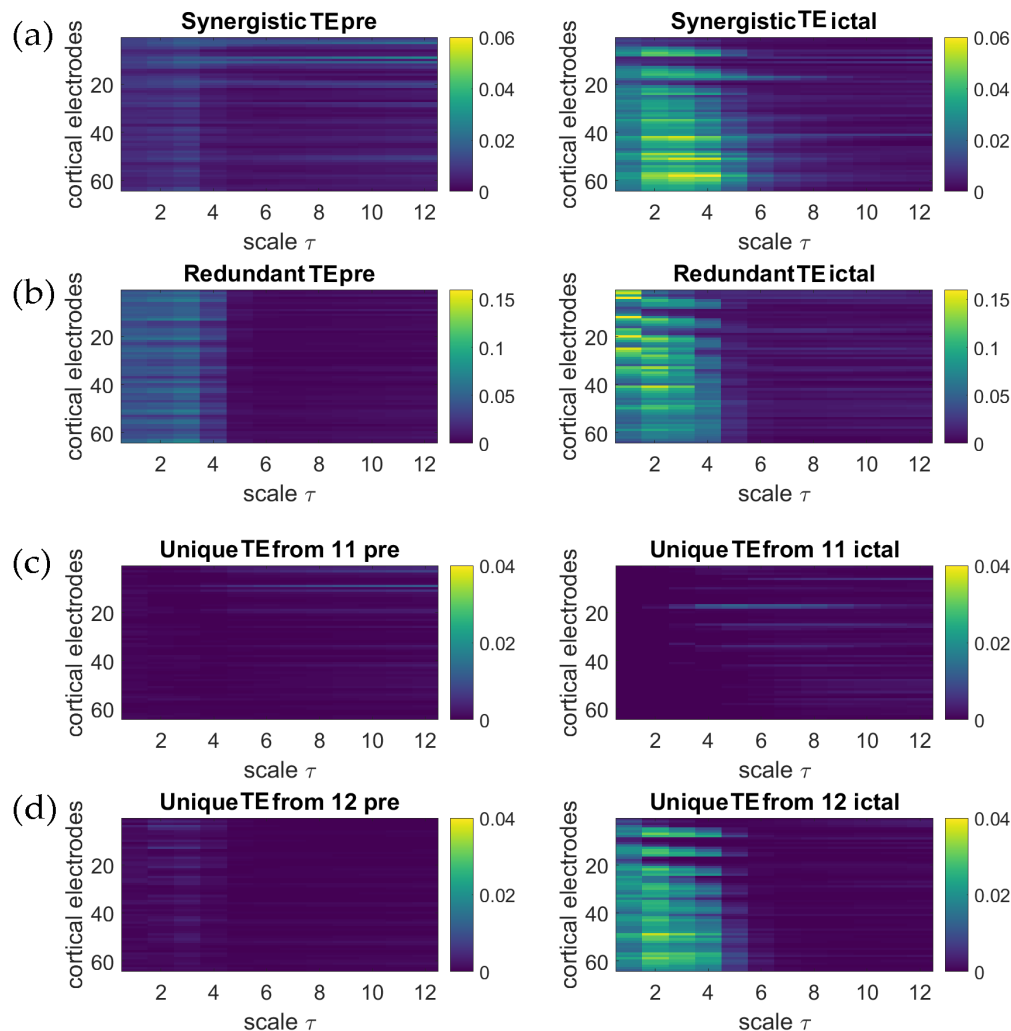 (a)
Synergistic TE pre
cortical electrodes
20
40
60
2 4 6 8 10 12
scale τ
0.06
0.04
0.02
0
Synergistic TE ictal
cortical electrodes
20
40
60
2 4 6 8 10 12
scale τ
0.06
0.04
0.02
0
(b)
Redundant TE pre
cortical electrodes
20
40
60
2 4 6 8 10 12
scale τ
0.15
0.1
0.05
0
Redundant TE ictal
cortical electrodes
20
40
60
2 4 6 8 10 12
scale τ
0.15
0.1
0.05
0
(c)
Unique TE from 11 pre
cortical electrodes
20
40
60
2 4 6 8 10 12
scale τ
0.04
0.02
0
Unique TE from 11 ictal
cortical electrodes
20
40
60
2 4 6 8 10 12
scale τ
0.04
0.02
0
(d)
Unique TE from 12 pre
cortical electrodes
20
40
60
2 4 6 8 10 12
scale τ
0.04
0.02
0
Unique TE from 12 ictal
cortical electrodes
20
40
60
2 4 6 8 10 12
scale τ
0.04
0.02
0